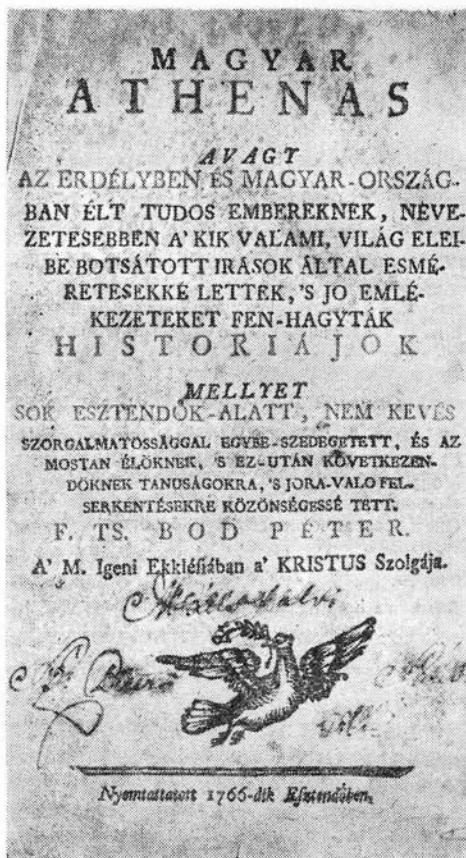 MAGYAR
ATHENAS
AVAGY
AZ ERDÉLYBEN ÉS MAGYAR-ORSZÁG-
BAN ÉLT TUDOS EMBEREKNEK, NEVE-
ZETESEBBEN A' KIK VALAMI, VILÁG ELEI-
BE BOTSÁTOTT IRÁSOK ÁLTAL ESMÉ-
RETESEKKÉ LETTEK, 'S JO EMLÉ-
KEZETEKET FEN-HAGYTÁK
HISTORIÁJOK
MELLYET
SOK ESZTENDŐK-ALATT, NEM KEVÉS
SZORGALMATOSSÁGGAL EGYBE-SZEDEGETETT, ÉS AZ
MOSTAN ÉLŐKNEK, 'S EZ-UTÁN KÖVETKEZEN-
DŐKNEK TANUSÁGOKRA, 'S JORA-VALO FEL-
SERKENTÉSEKRE KÖZÖNSÉGESSÉ TETT.
F. TS. BOD PÉTER.
A' M. Igeni Ekklésiában a' KRISTUS Szolgája.
Nyomtattatott 1766-dik Esztendőben.